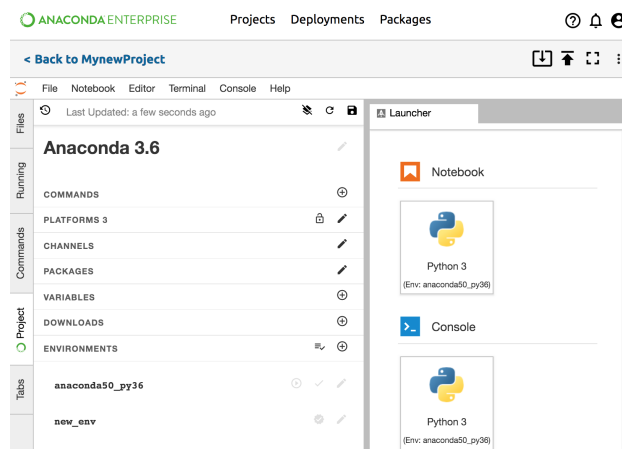 ANACONDA ENTERPRISE
Projects Deployments Packages
< Back to MynewProject
File Notebook Editor Terminal Console Help
Files
Running
Commands
Project
Tabs
Last Updated: a few seconds ago
Anaconda 3.6
COMMANDS
PLATFORMS 3
CHANNELS
PACKAGES
VARIABLES
DOWNLOADS
ENVIRONMENTS
anaconda50_py36
new_env
Launcher
Notebook
Python 3
(Env: anaconda50_py36)
Console
Python 3
(Env: anaconda50_py36)